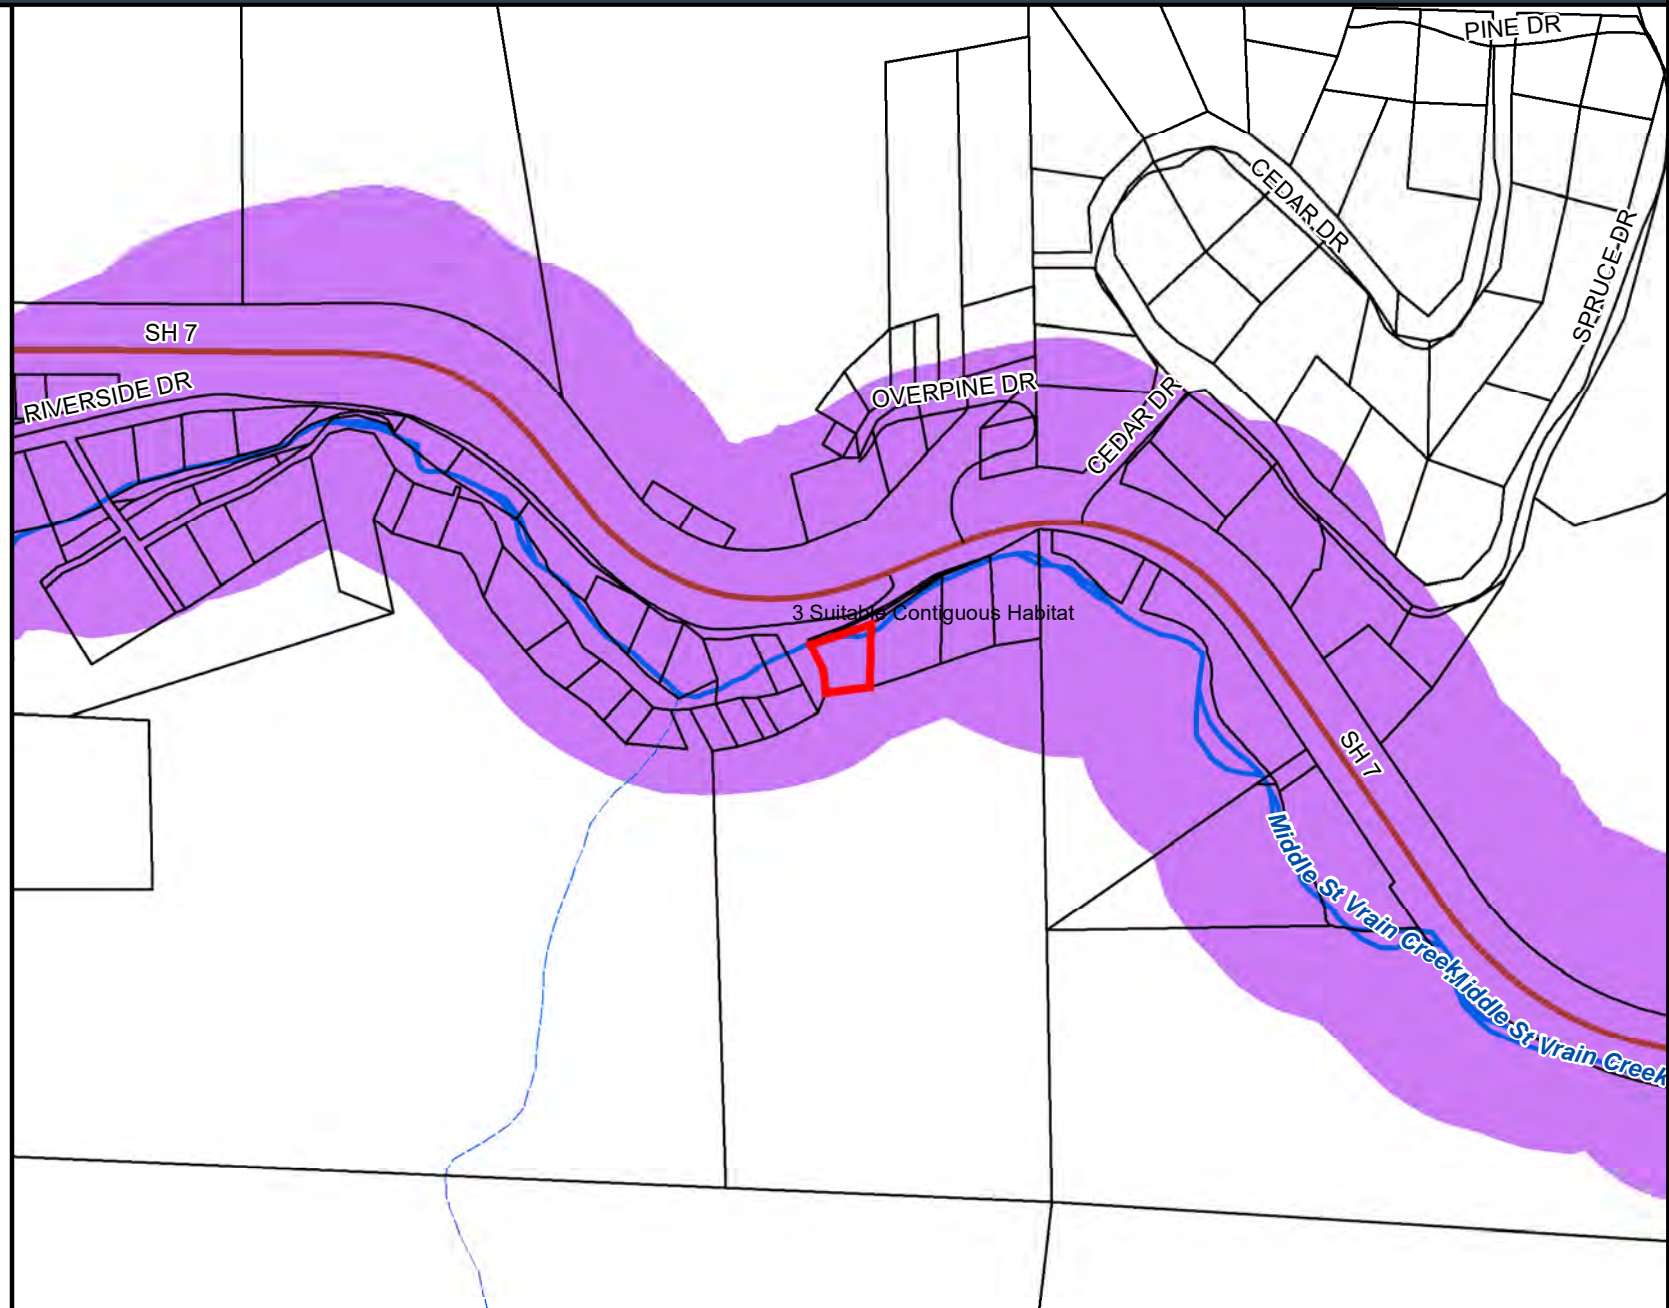 PINE DR
CEDAR DR
SPRUCE DR
SH 7
RIVERSIDE DR
OVERPINE DR
CEDAR DR
3 Suitable Contiguous Habitat
SH 7
Middle St Vrain Creek
Middle St Vrain Creek